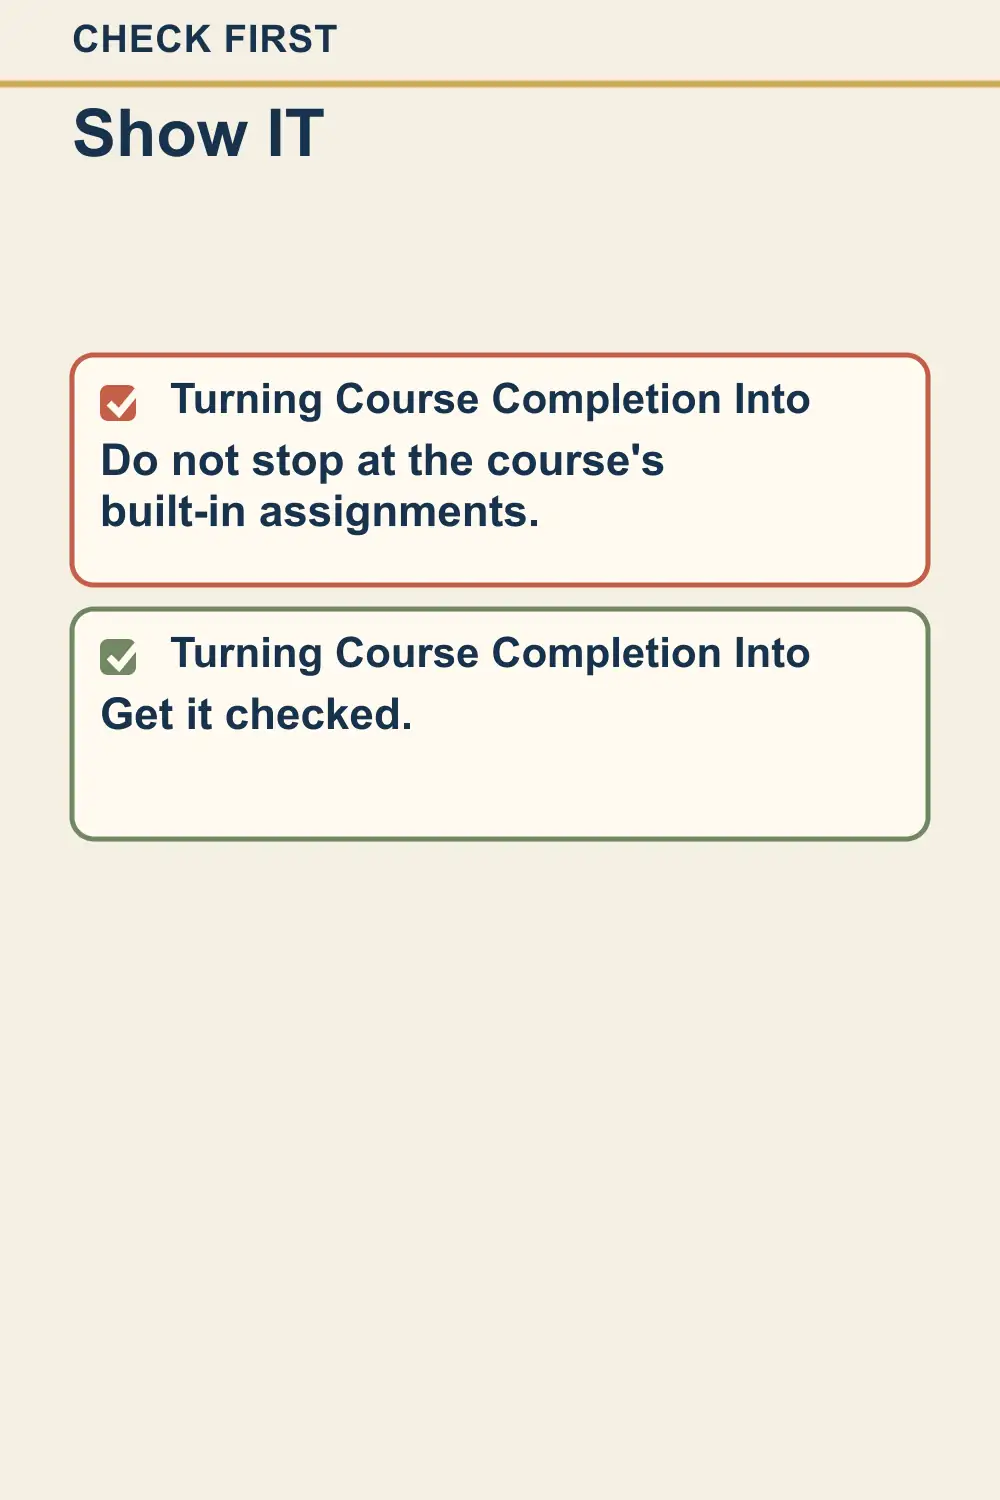 CHECK FIRST
Show IT
Turning Course Completion Into
Do not stop at the course's
built-in assignments.
Turning Course Completion Into
Get it checked.